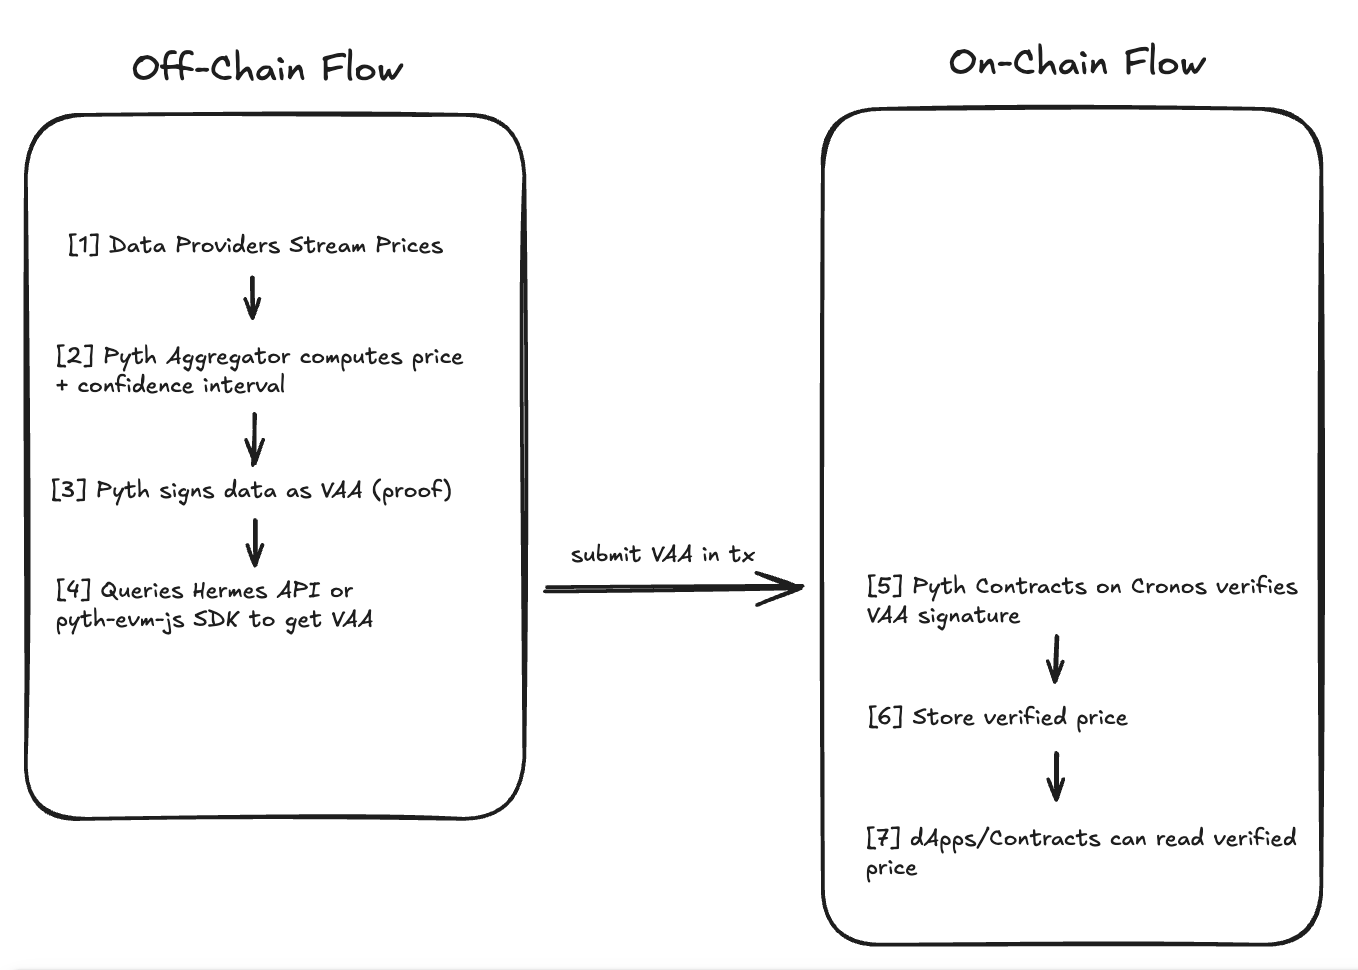 Off-Chain Flow
[1] Data Providers Stream Prices
[2] Pyth Aggregator computes price
+ confidence interval
[3] Pyth signs data as VAA (proof)
[4] Queries Hermes API or
pyth-evm-js SDK to get VAA
submit VAA in tx
On-Chain Flow
[5] Pyth Contracts on Cronos verifies
VAA signature
[6] Store verified price
[7] dApps/Contracts can read verified
price